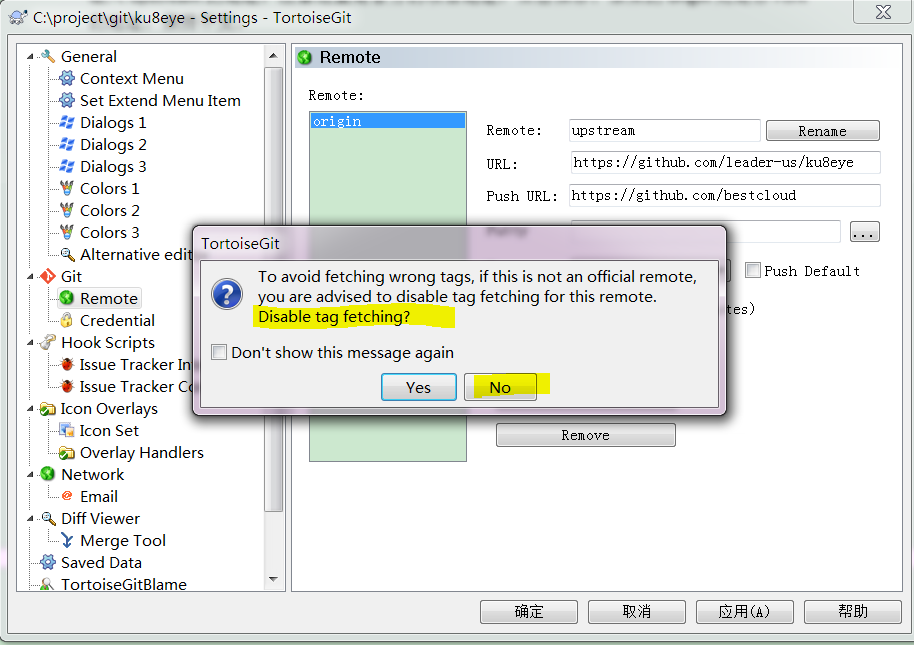 C:\project\git\ku8eye - Settings - TortoiseGit
General
Context Menu
Set Extend Menu Item
Dialogs 1
Dialogs 2
Dialogs 3
Colors 1
Colors 2
Colors 3
Alternative edit
Git
Remote
Credential
Hook Scripts
Issue Tracker In
Issue Tracker Co
Icon Overlays
Icon Set
Overlay Handlers
Network
Email
Diff Viewer
Merge Tool
Saved Data
TortoiseGitBlame
Remote
Remote:
origin
Remote:
upstream
Rename
URL:
https://github.com/leader-us/ku8eye
Push URL:
https://github.com/bestcloud
...
Push Default
tes)
TortoiseGit
To avoid fetching wrong tags, if this is not an official remote,
you are advised to disable tag fetching for this remote.
Disable tag fetching?
Don't show this message again
Yes
No
Remove
确定
取消
应用(A)
帮助